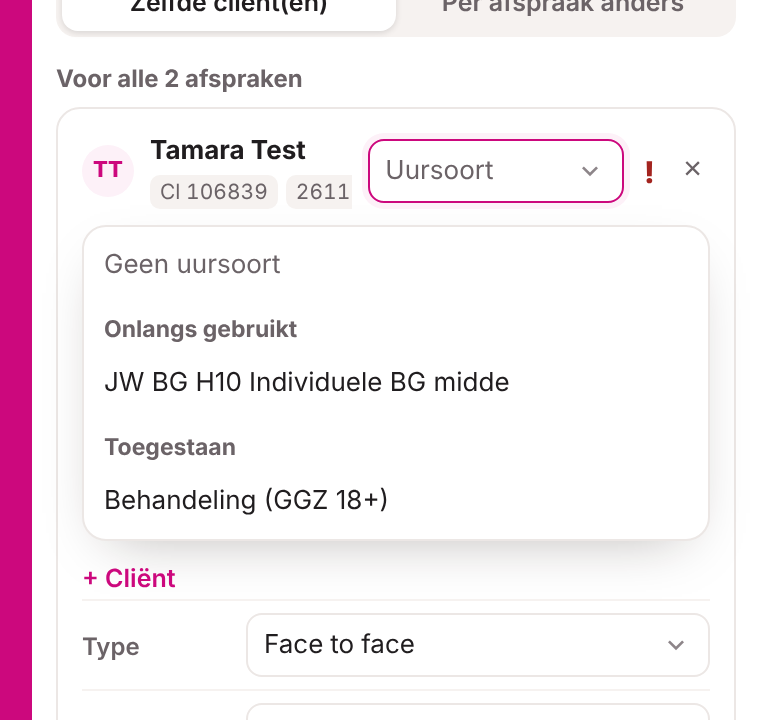 Zelfde cliënt(en) Per afspraak anders
Voor alle 2 afspraken
TT Tamara Test Uursoort ! ×
Cl 106839 2611
Geen uursoort
Onlangs gebruikt
JW BG H10 Individuele BG midde
Toegestaan
Behandeling (GGZ 18+)
+ Cliënt
Type Face to face